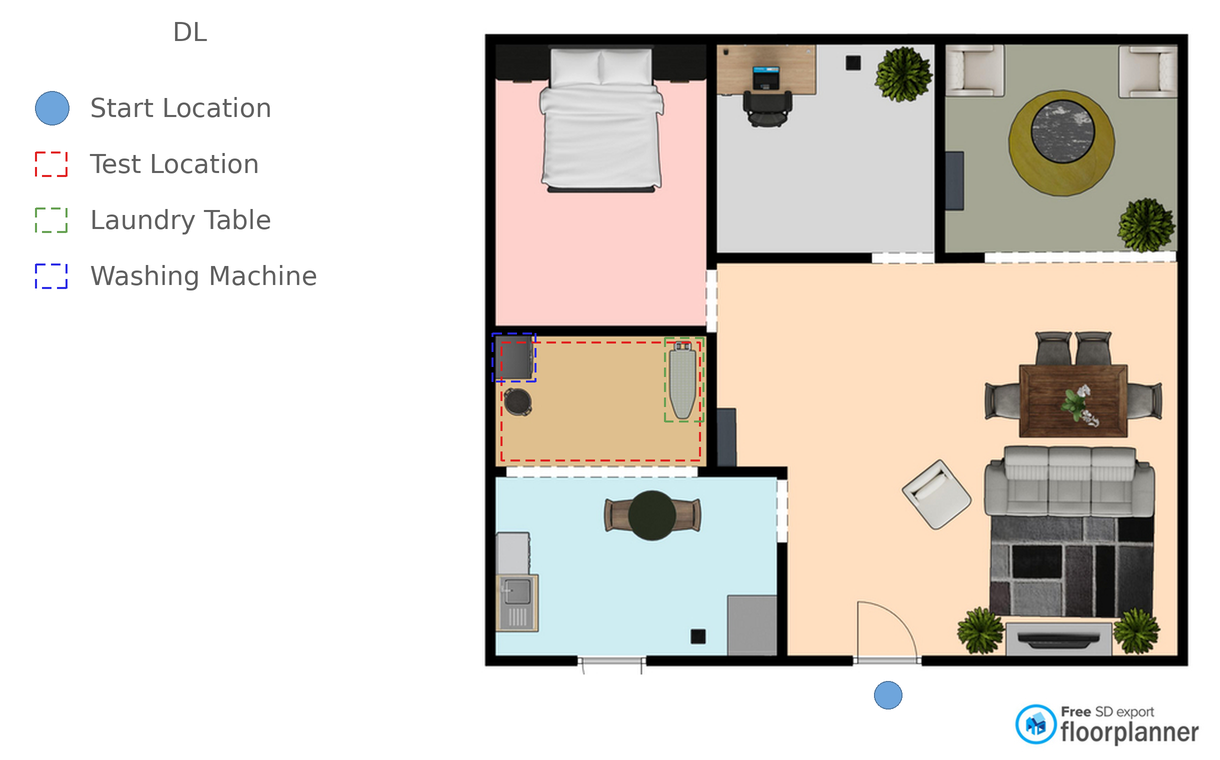 DL
Start Location
Test Location
Laundry Table
Washing Machine
Free SD export
floorplanner